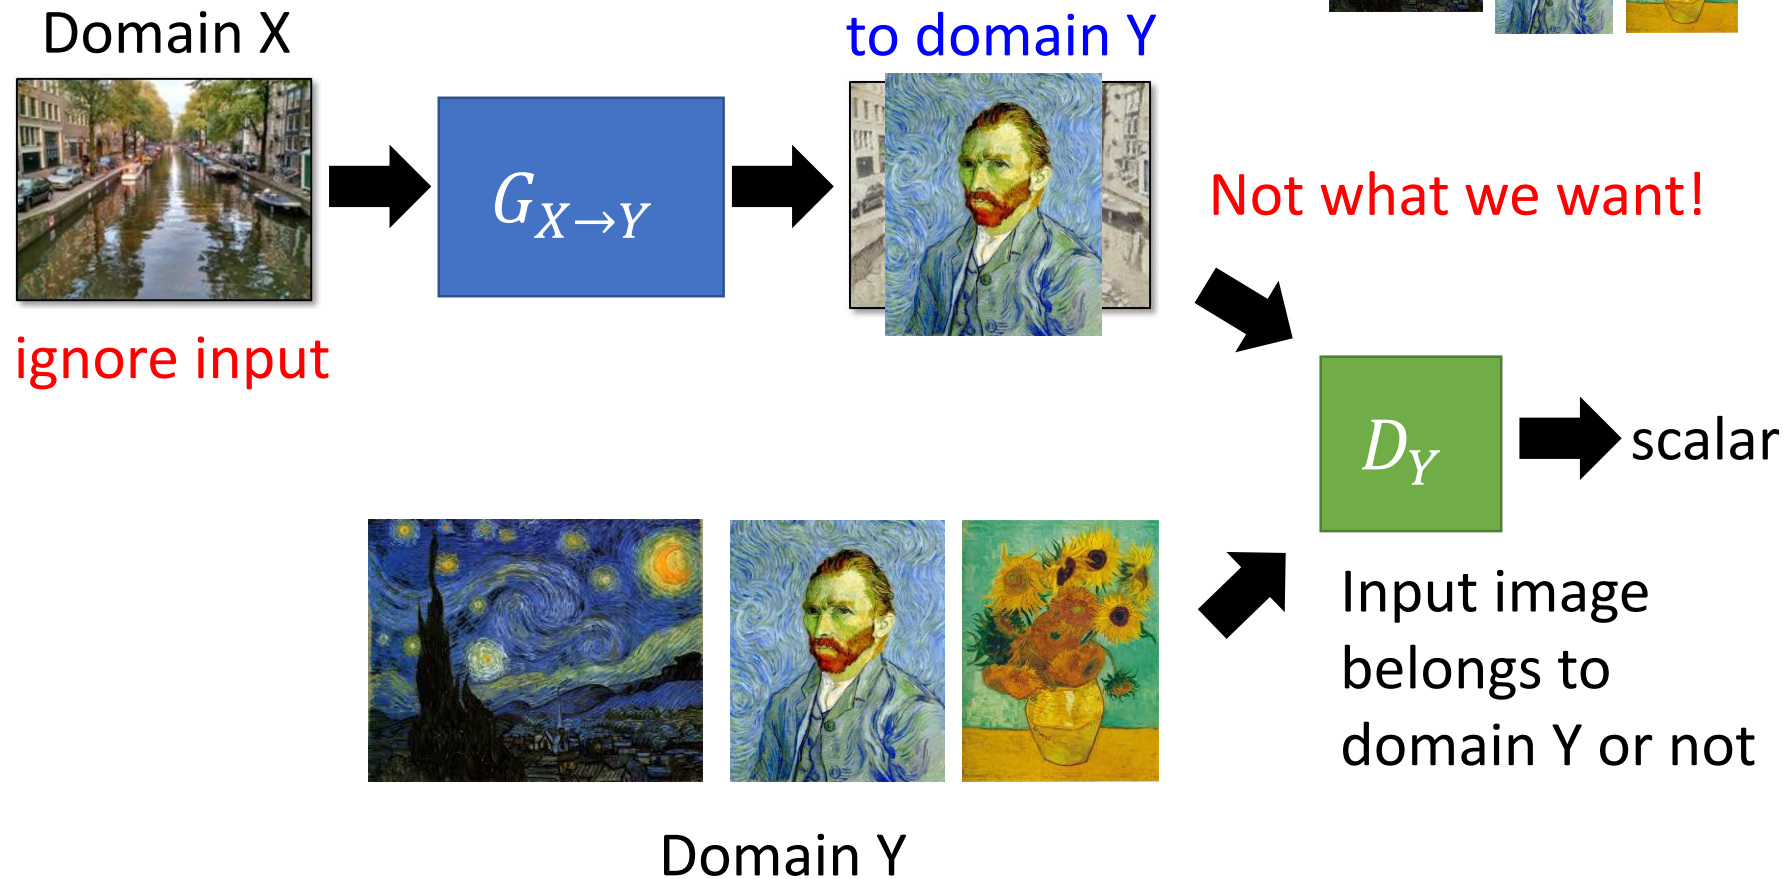 Domain X
to domain Y
G_{X→Y}
Not what we want!
ignore input
D_Y
scalar
Input image
belongs to
domain Y or not
Domain Y